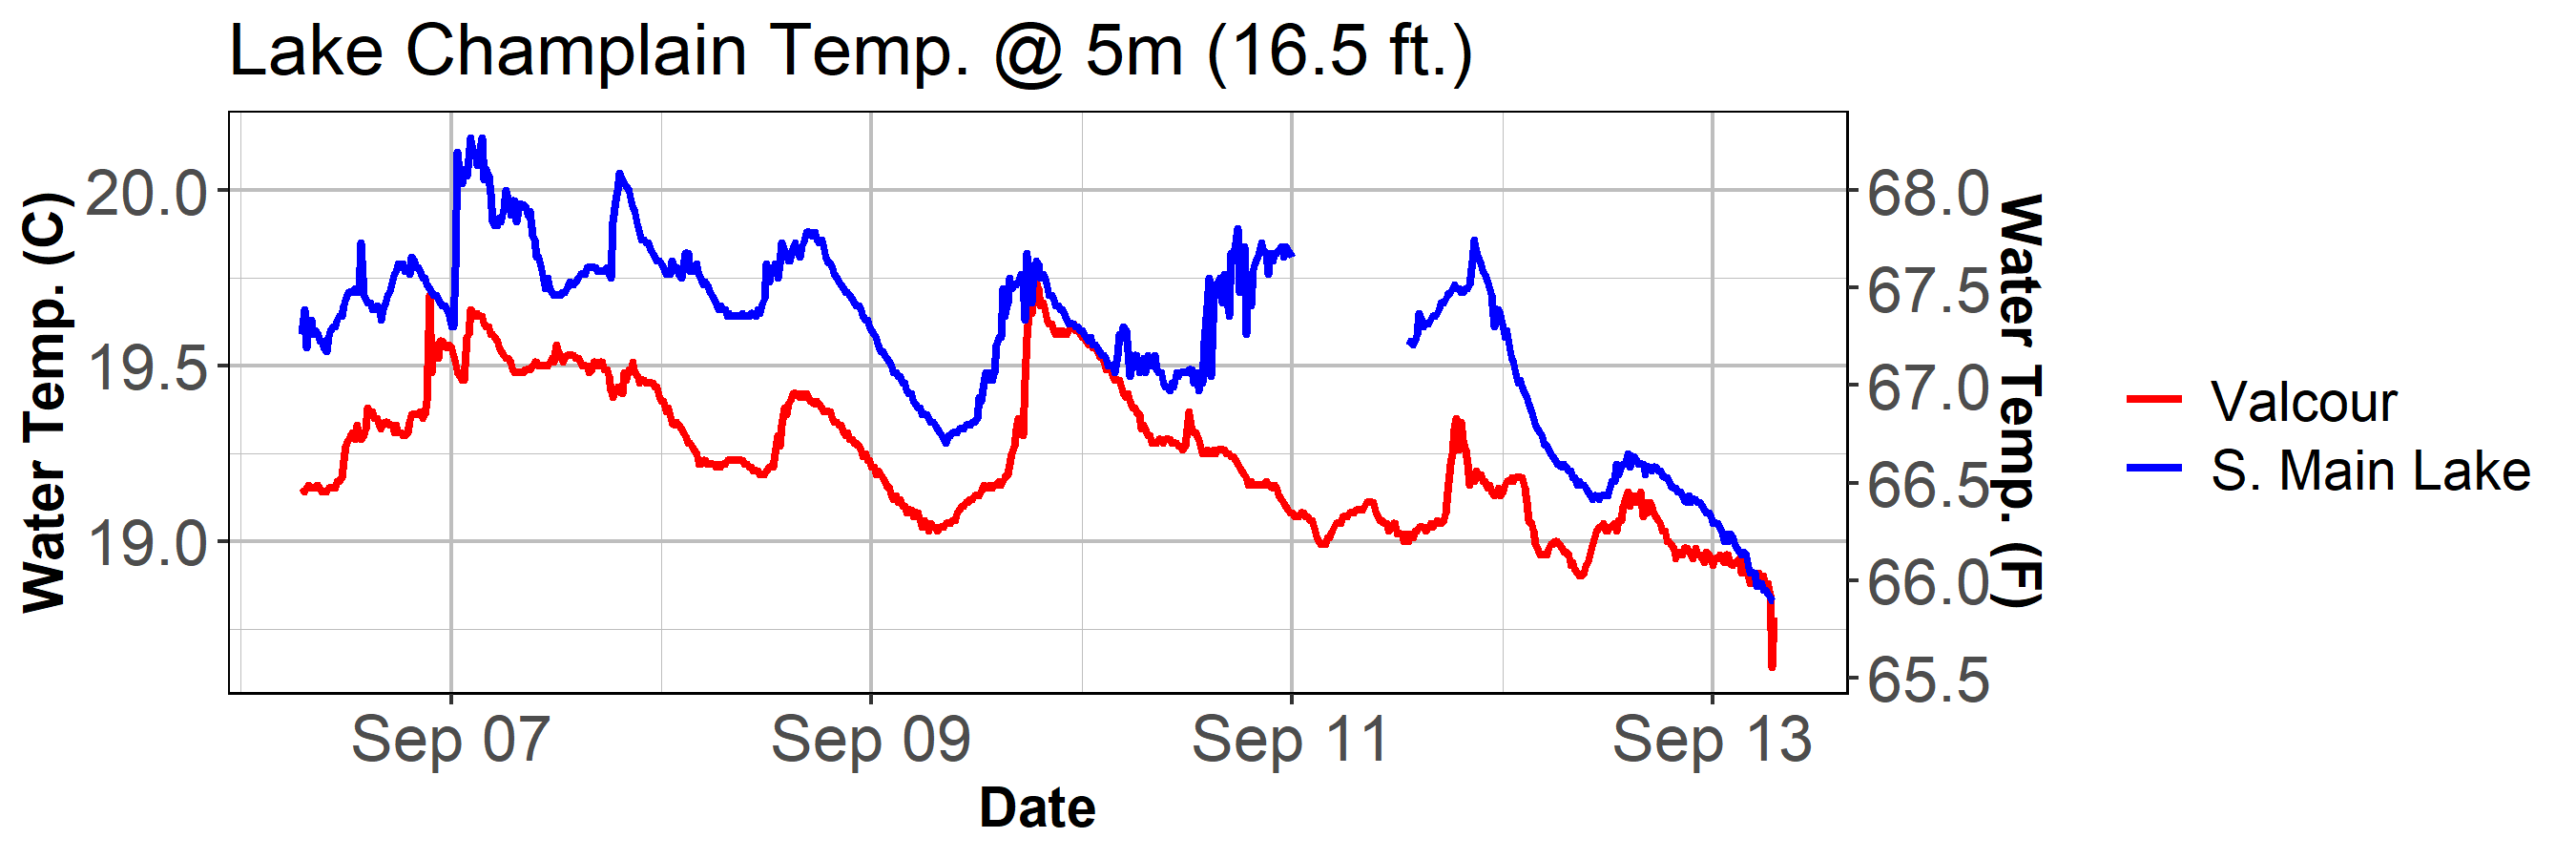 Lake Champlain Temp. @ 5m (16.5 ft.)
Water Temp. (C)
20.0
19.5
19.0
68.0
67.5
67.0
66.5
66.0
65.5
Water Temp. (F)
Sep 07
Sep 09
Sep 11
Sep 13
Date
Valcour
S. Main Lake